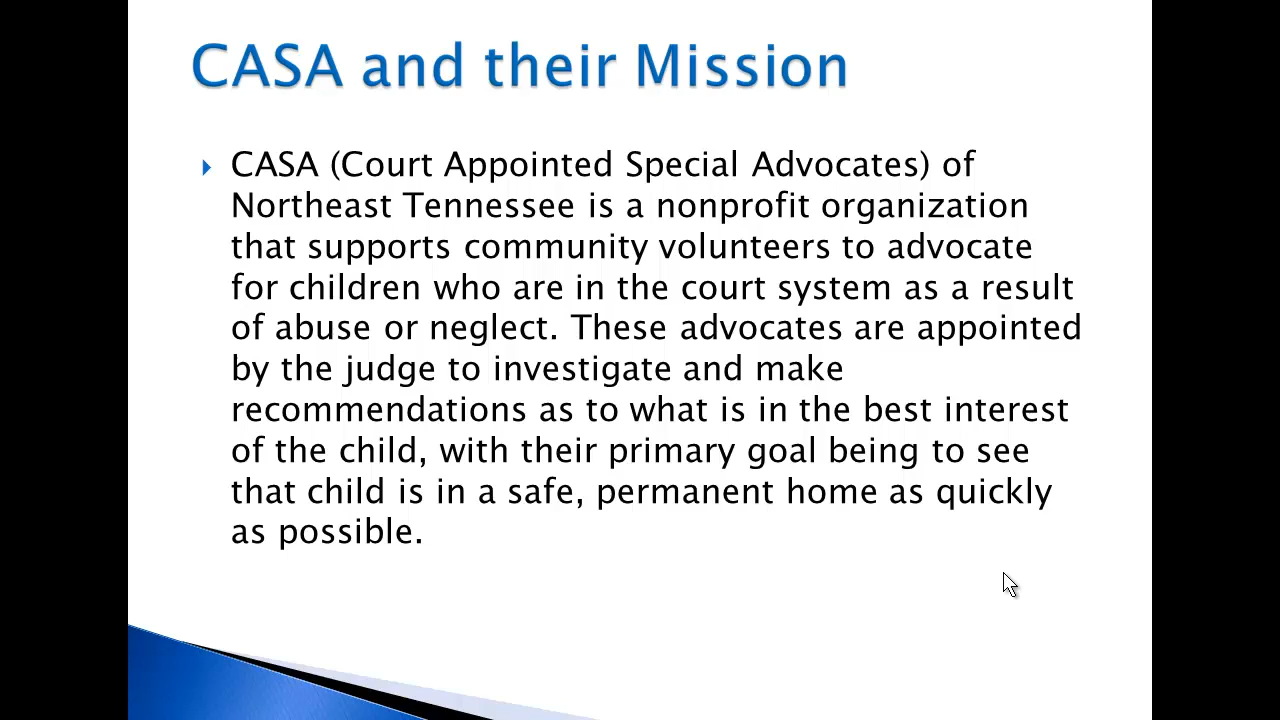 CASA and their Mission
CASA (Court Appointed Special Advocates) of
Northeast Tennessee is a nonprofit organization
that supports community volunteers to advocate
for children who are in the court system as a result
of abuse or neglect. These advocates are appointed
by the judge to investigate and make
recommendations as to what is in the best interest
of the child, with their primary goal being to see
that child is in a safe, permanent home as quickly
as possible.